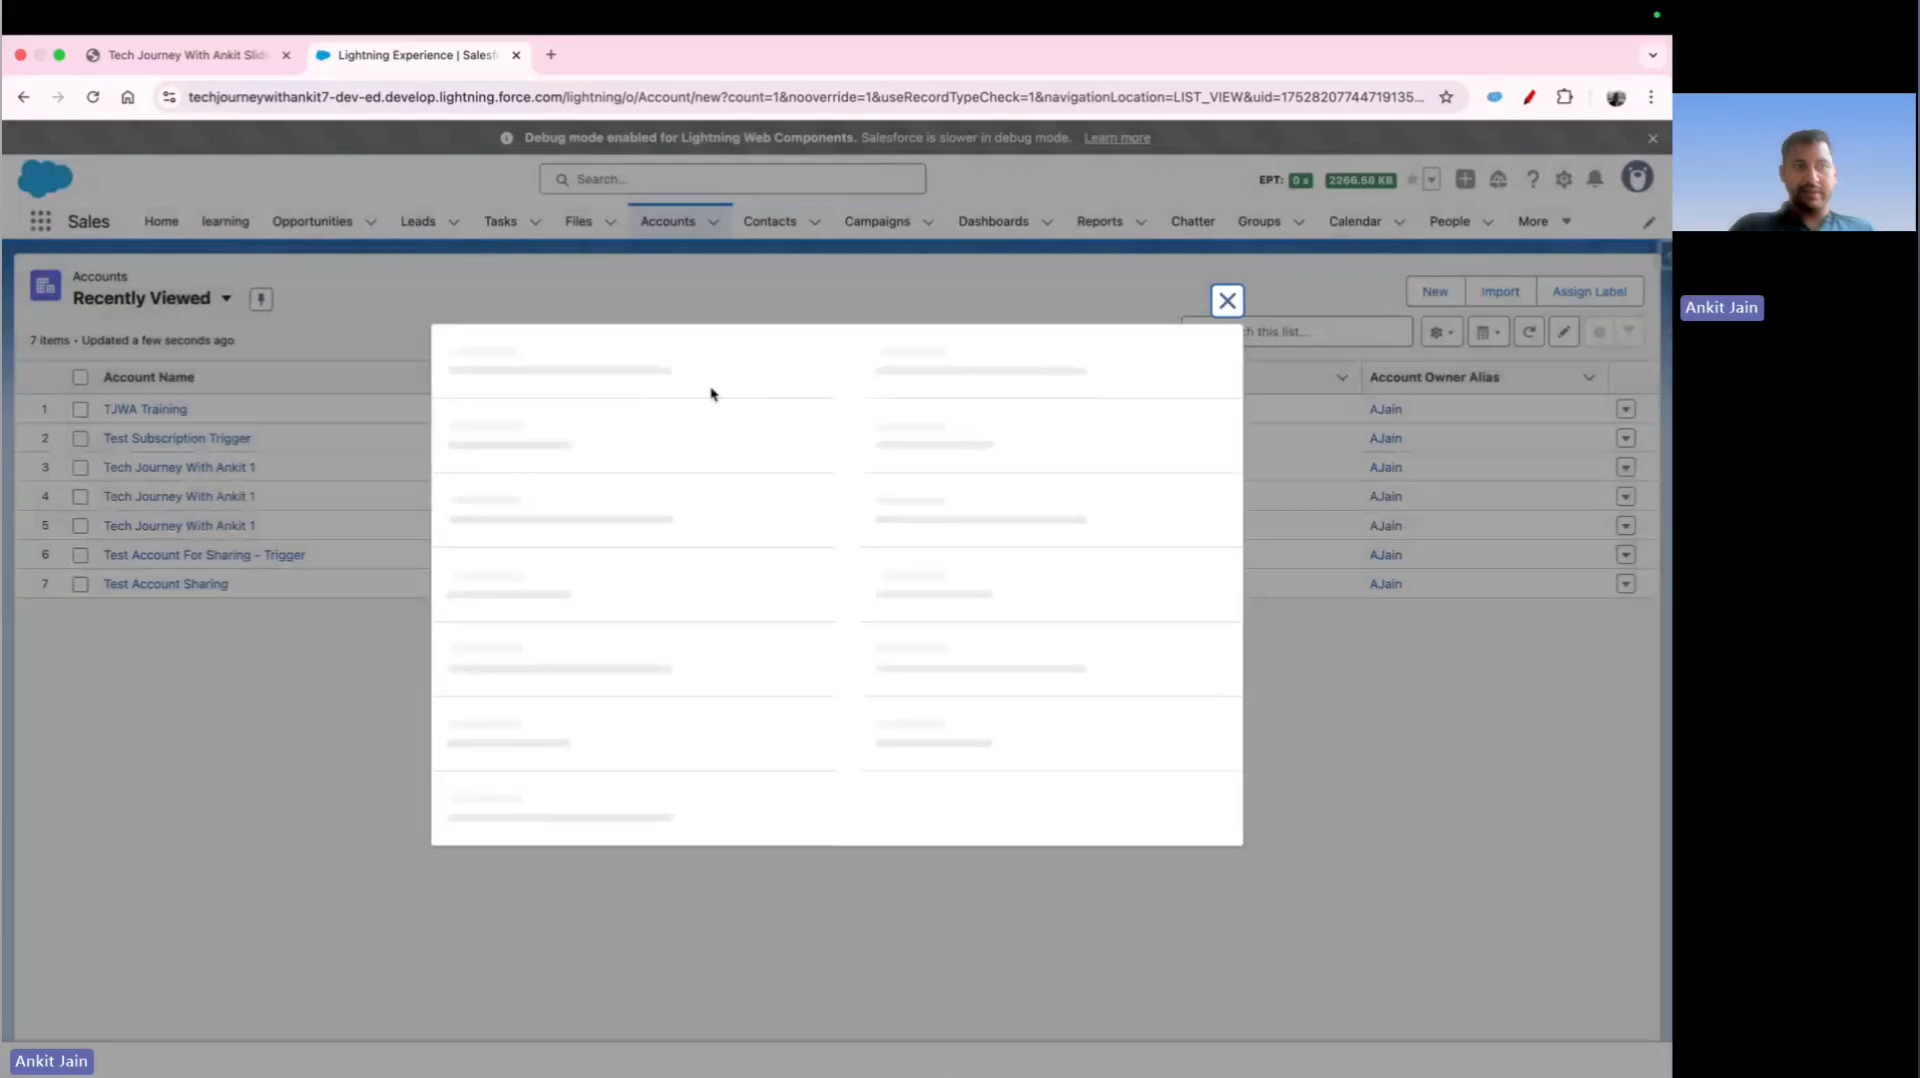 Tech Journey With Ankit Slid
Lightning Experience | Salesf
techjourneywithankit7-dev-ed.develop.lightning.force.com/lightning/o/Account/new?count=1&nooverride=1&useRecordTypeCheck=1&navigationLocation=LIST_VIEW&uid=17528207744719135...
Debug mode enabled for Lightning Web Components. Salesforce is slower in debug mode. Learn more
Search...
EPT: 0 s 2266.58 KB
Sales Home learning Opportunities Leads Tasks Files Accounts Contacts Campaigns Dashboards Reports Chatter Groups Calendar People More
Accounts
Recently Viewed
New Import Assign Label
7 items • Updated a few seconds ago
h this list...
Account Name Account Owner Alias
1 TJWA Training AJain
2 Test Subscription Trigger AJain
3 Tech Journey With Ankit 1 AJain
4 Tech Journey With Ankit 1 AJain
5 Tech Journey With Ankit 1 AJain
6 Test Account For Sharing - Trigger AJain
7 Test Account Sharing AJain
Ankit Jain
Ankit Jain